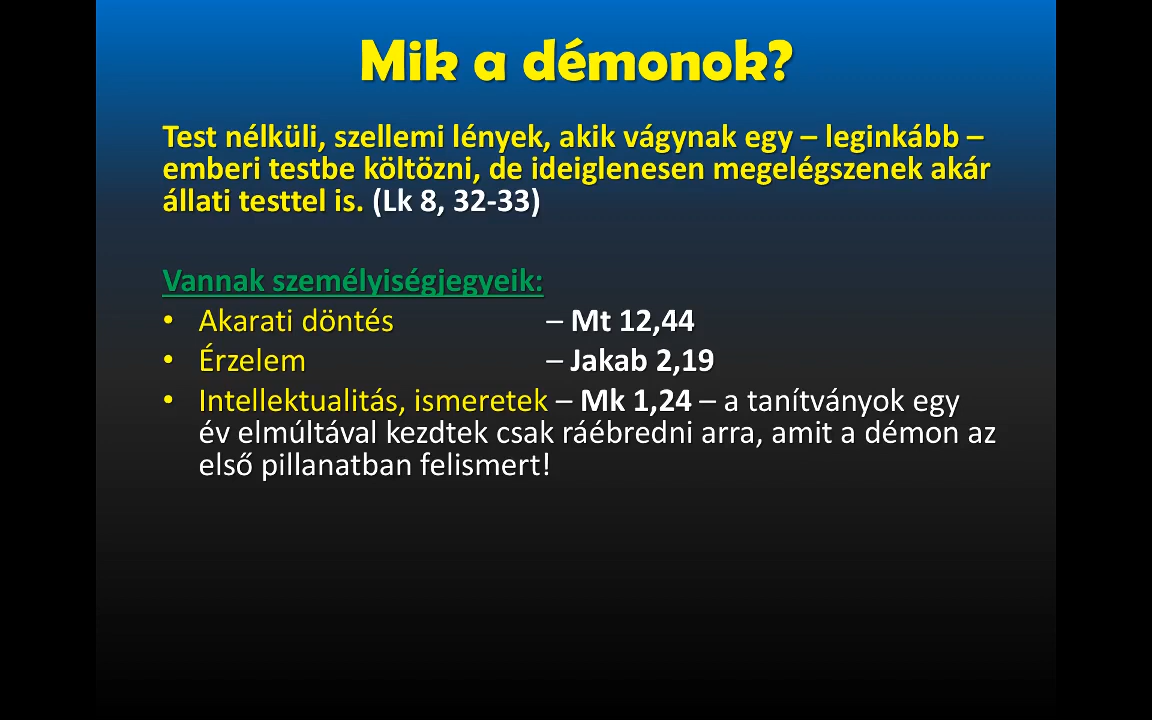 Mik a démonok?
Test nélküli, szellemi lények, akik vágynak egy – leginkább –
emberi testbe költözni, de ideiglenesen megelégszenek akár
állati testtel is. (Lk 8, 32-33)
Vannak személyiségjegyeik:
• Akarati döntés – Mt 12,44
• Érzelem – Jakab 2,19
• Intellektualitás, ismeretek – Mk 1,24 – a tanítványok egy
év elmúltával kezdtek csak ráébredni arra, amit a démon az
első pillanatban felismert!